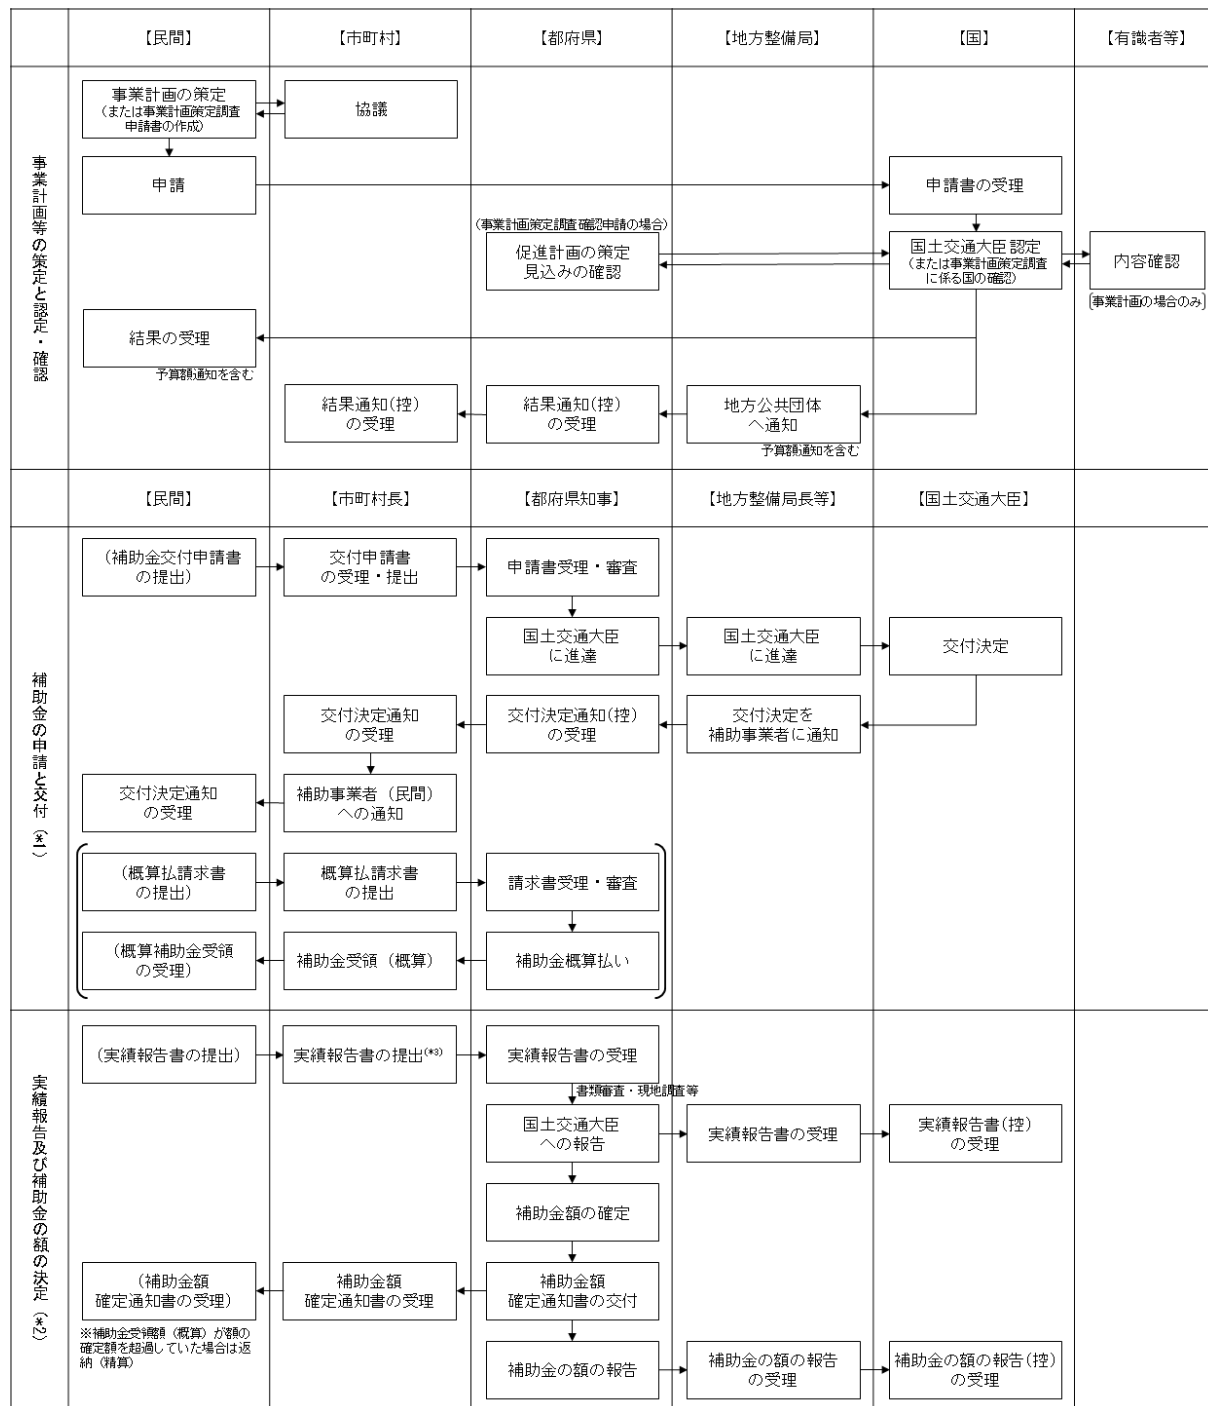 【民間】
【市町村】
【都府県】
【地方整備局】
【国】
【有識者等】
事業計画等の策定と認定・確認
事業計画の策定
（または事業計画策定調査
申請書の作成）
協議
申請
申請書の受理
（事業計画策定調査確認申請の場合）
促進計画の策定
見込みの確認
国土交通大臣認定
（または事業計画策定調査
に係る国の確認）
内容確認
〔事業計画の場合のみ〕
結果の受理
予算額通知を含む
結果通知(控)
の受理
結果通知(控)
の受理
地方公共団体
へ通知
予算額通知を含む
【民間】
【市町村長】
【都府県知事】
【地方整備局長等】
【国土交通大臣】
補助金の申請と交付（*1）
（補助金交付申請書
の提出）
交付申請書
の受理・提出
申請書受理・審査
国土交通大臣
に進達
国土交通大臣
に進達
交付決定
交付決定通知
の受理
交付決定通知(控)
の受理
交付決定を
補助事業者に通知
交付決定通知
の受理
補助事業者（民間）
への通知
（概算払請求書
の提出）
概算払請求書
の提出
請求書受理・審査
（概算補助金受領
の受理）
補助金受領（概算）
補助金概算払い
実績報告及び補助金の額の決定（*2）
（実績報告書の提出）
実績報告書の提出(*3)
実績報告書の受理
書類審査・現地調査等
国土交通大臣
への報告
実績報告書の受理
実績報告書(控)
の受理
補助金額の確定
（補助金額
確定通知書の受理）
補助金額
確定通知書の受理
補助金額
確定通知書の交付
※補助金受領額（概算）が額の
確定額を超過していた場合は返
納（精算）
補助金の額の報告
補助金の額の報告
の受理
補助金の額の報告(控)
の受理